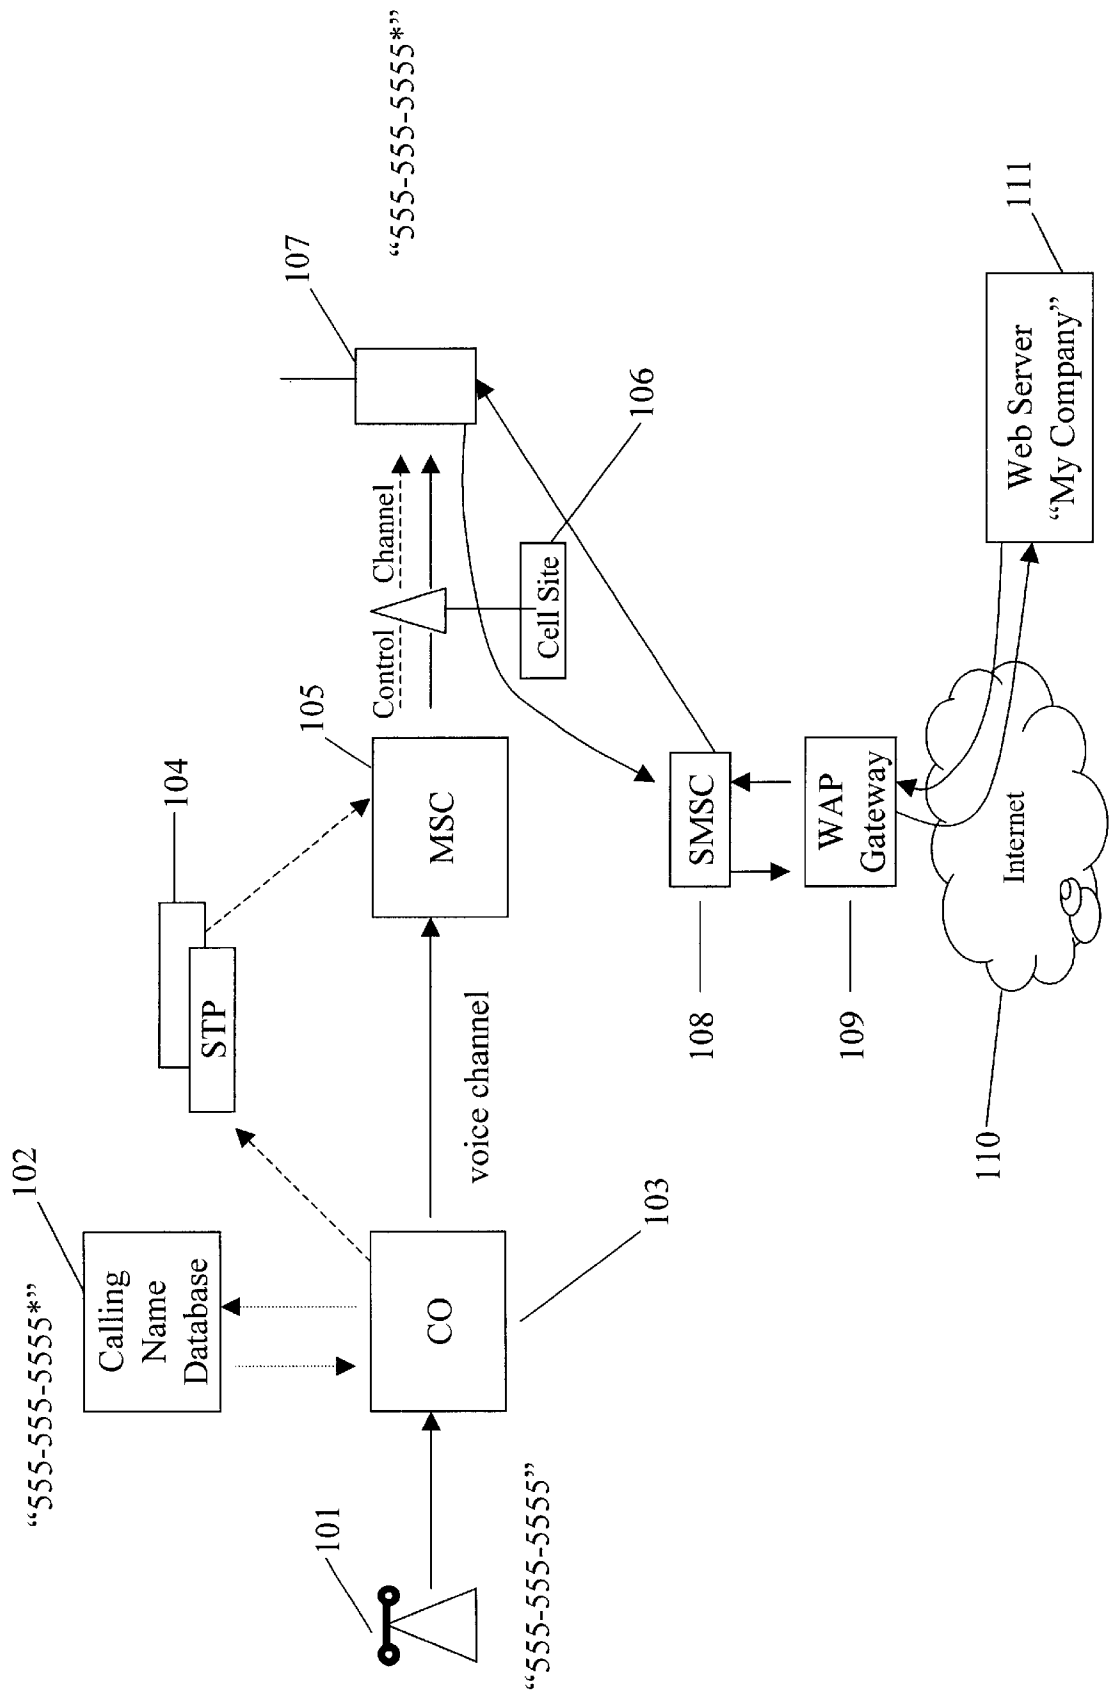 “555-555-5555*”
102
Calling
Name
Database
104
STP
101
“555-555-5555”
CO
103
voice channel
105
MSC
Control Channel
107
“555-555-5555*”
Cell Site
106
108
SMSC
109
WAP
Gateway
110
Internet
Web Server
“My Company”
111